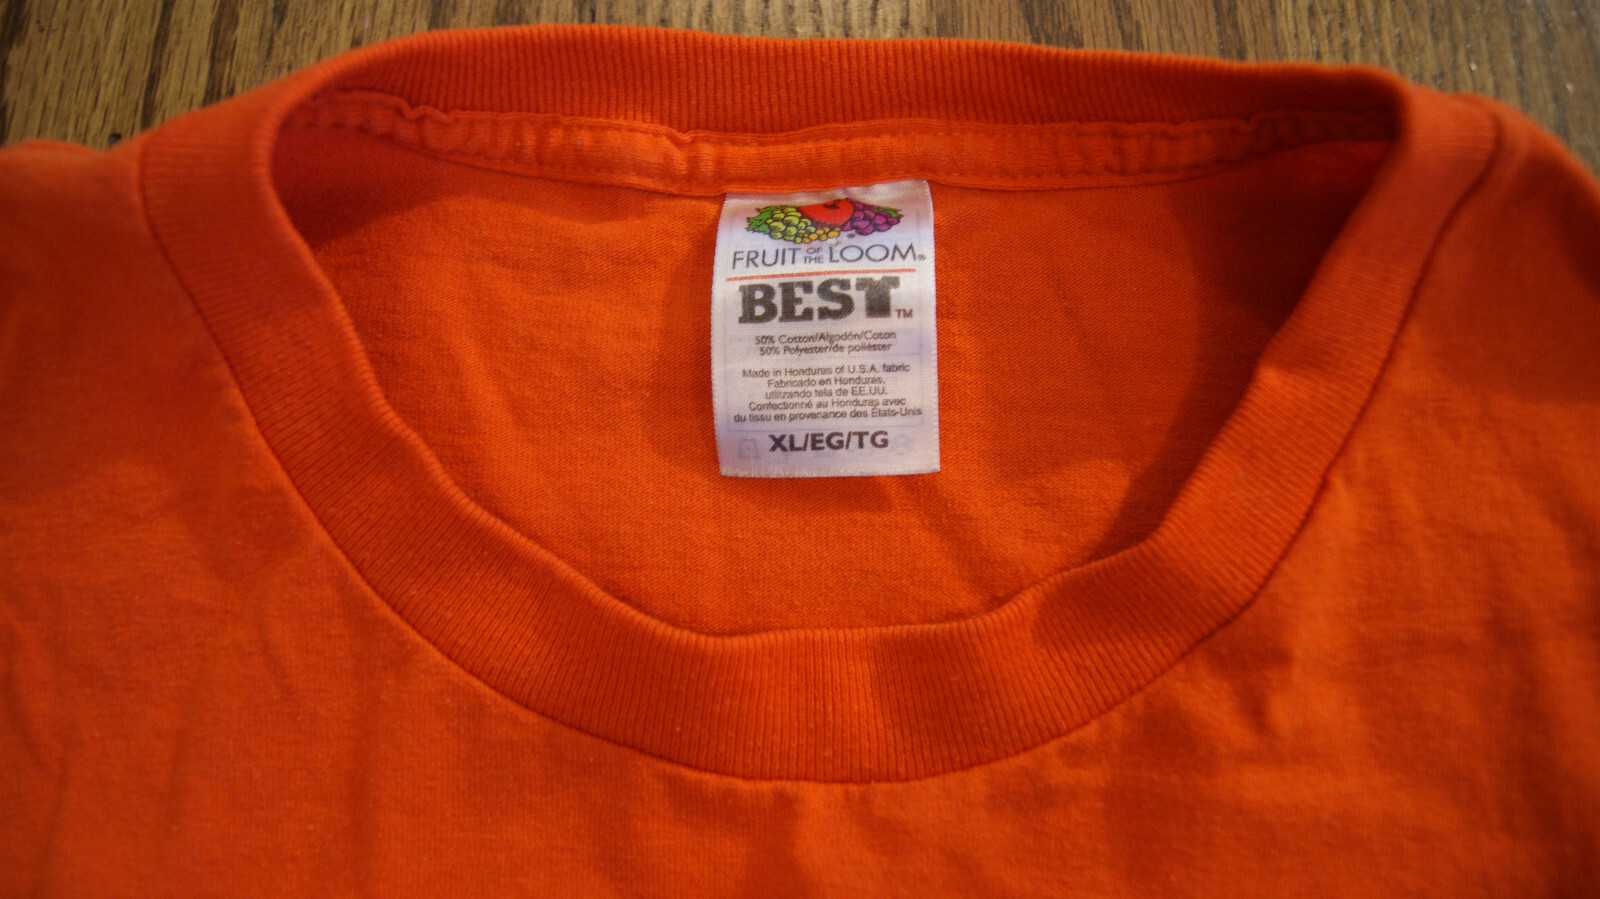 FRUIT OF THE LOOM®
BEST™
50% Cotton/Algodón/Coton
50% Polyester/de poliéster
Made in Honduras of U.S.A. fabric
Fabricado en Honduras,
utilizando tela de EE.UU.
Confectionné au Honduras avec
du tissu en provenance des États-Unis
XL/EG/TG